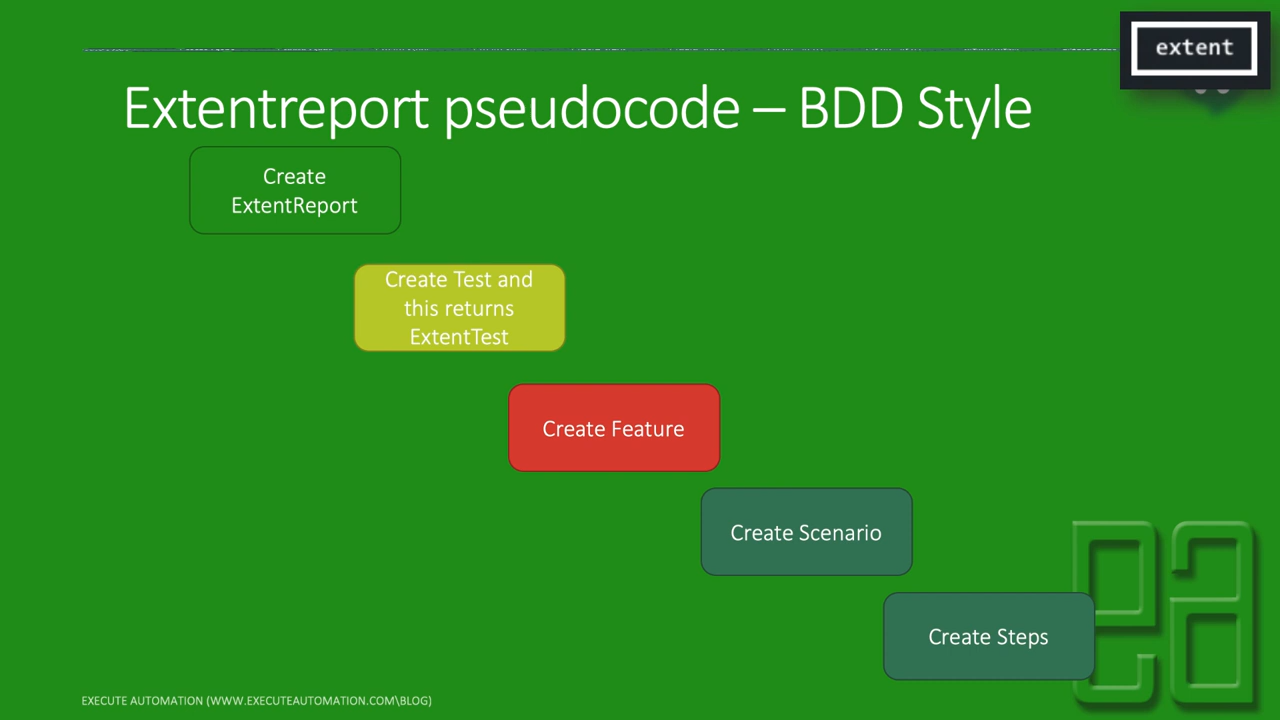 extent
Extentreport pseudocode – BDD Style
Create
ExtentReport
Create Test and
this returns
ExtentTest
Create Feature
Create Scenario
Create Steps
ea
EXECUTE AUTOMATION (WWW.EXECUTEAUTOMATION.COM\BLOG)